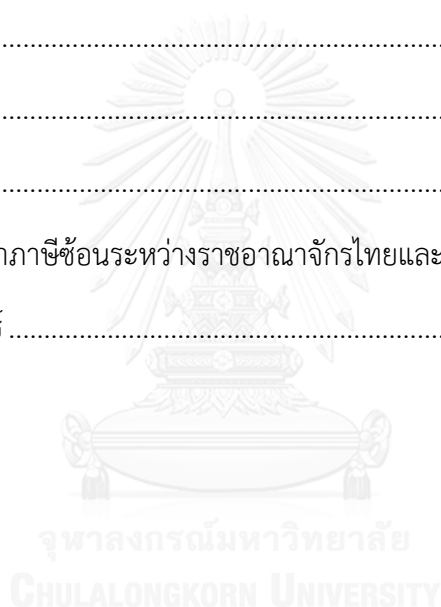 ........................................................................
........................................................................
........................................................................
าภาษีซ้อนระหว่างราชอาณาจักรไทยและ
์ ........................................................................
จุฬาลงกรณ์มหาวิทยาลัย
CHULALONGKORN UNIVERSITY